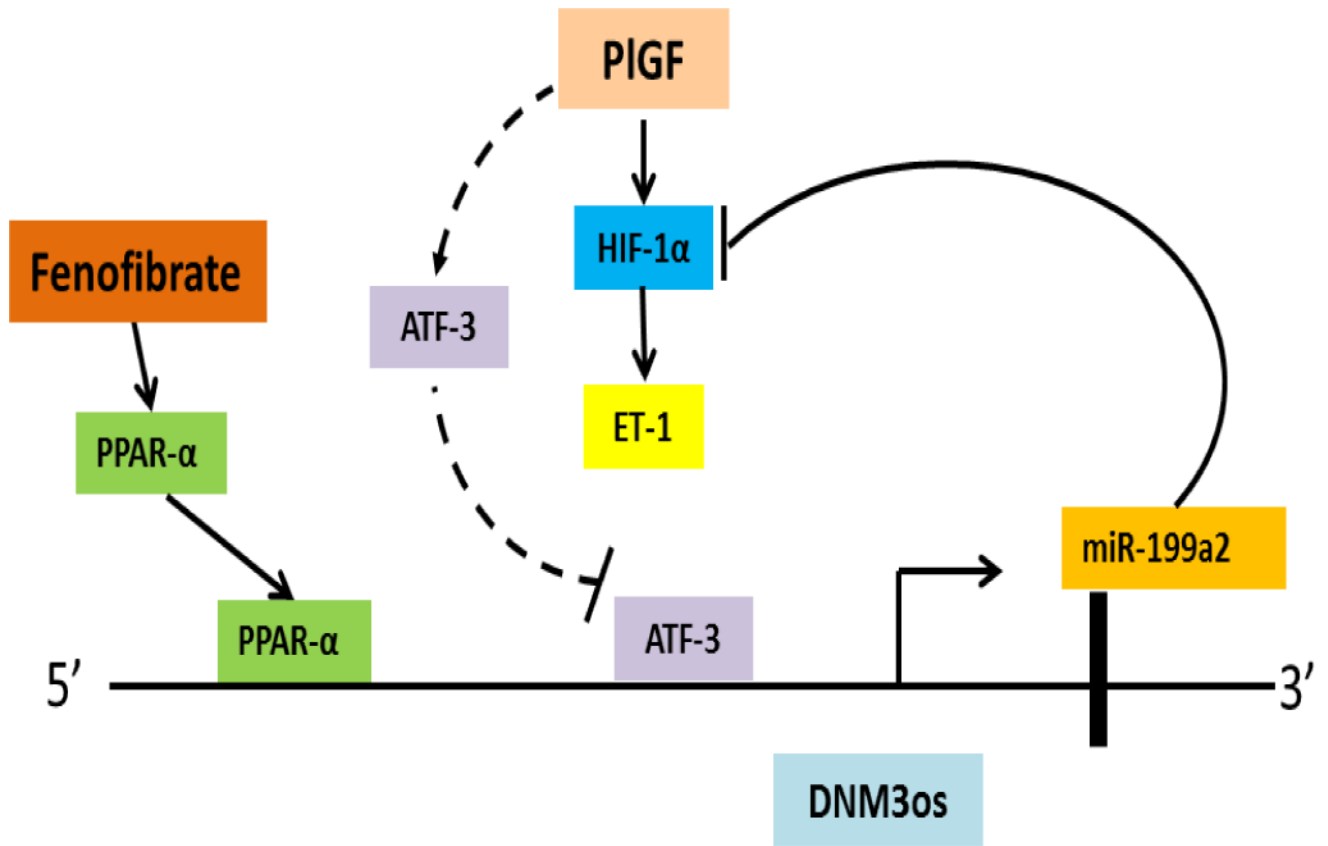 PlGF
HIF-1α
Fenofibrate
ATF-3
ET-1
PPAR-α
miR-199a2
PPAR-α
ATF-3
5′
3′
DNM3os